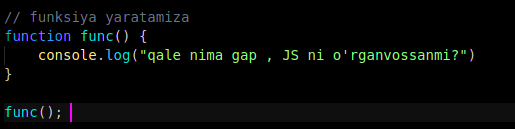 // funksiya yaratamiza
function func() {
    console.log("qale nima gap , JS ni o'rganvossanmi?")
}
func();